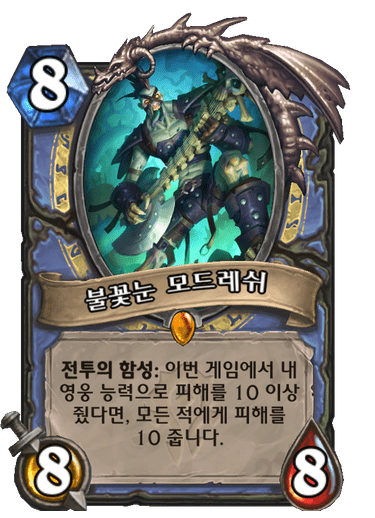 8
불꽃눈 모드레쉬
전투의 함성: 이번 게임에서 내
영웅 능력으로 피해를 10 이상
줬다면, 모든 적에게 피해를
10 줍니다.
8
8